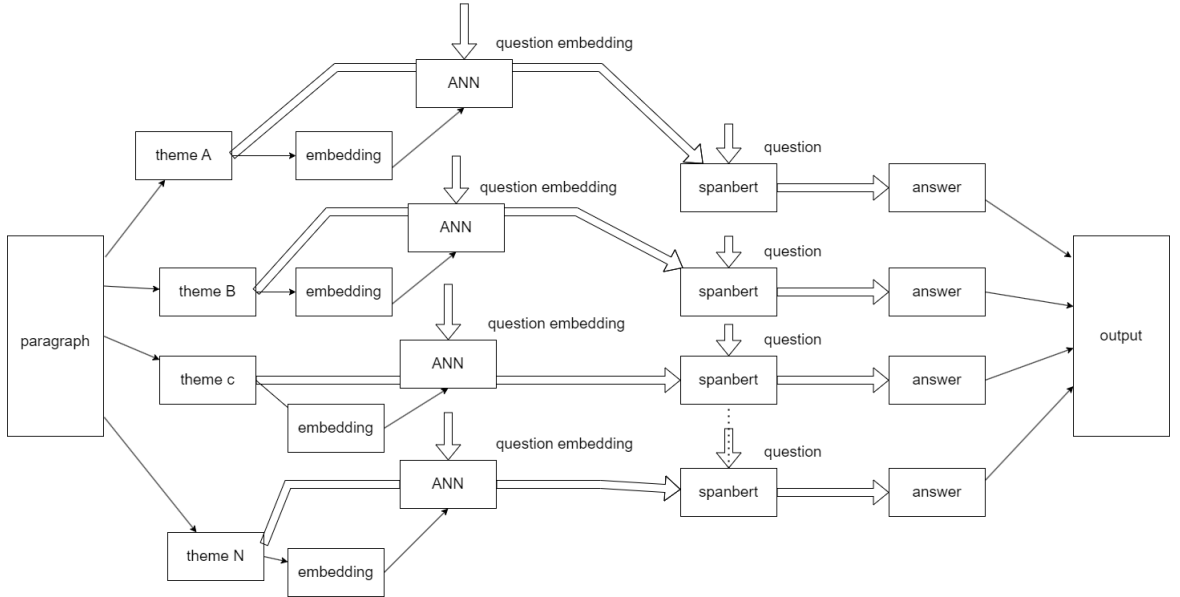 question embedding
ANN
theme A
embedding
question
spanbert
answer
question embedding
ANN
theme B
embedding
question
spanbert
answer
paragraph
output
question embedding
ANN
theme c
embedding
question
spanbert
answer
question embedding
ANN
theme N
embedding
question
spanbert
answer